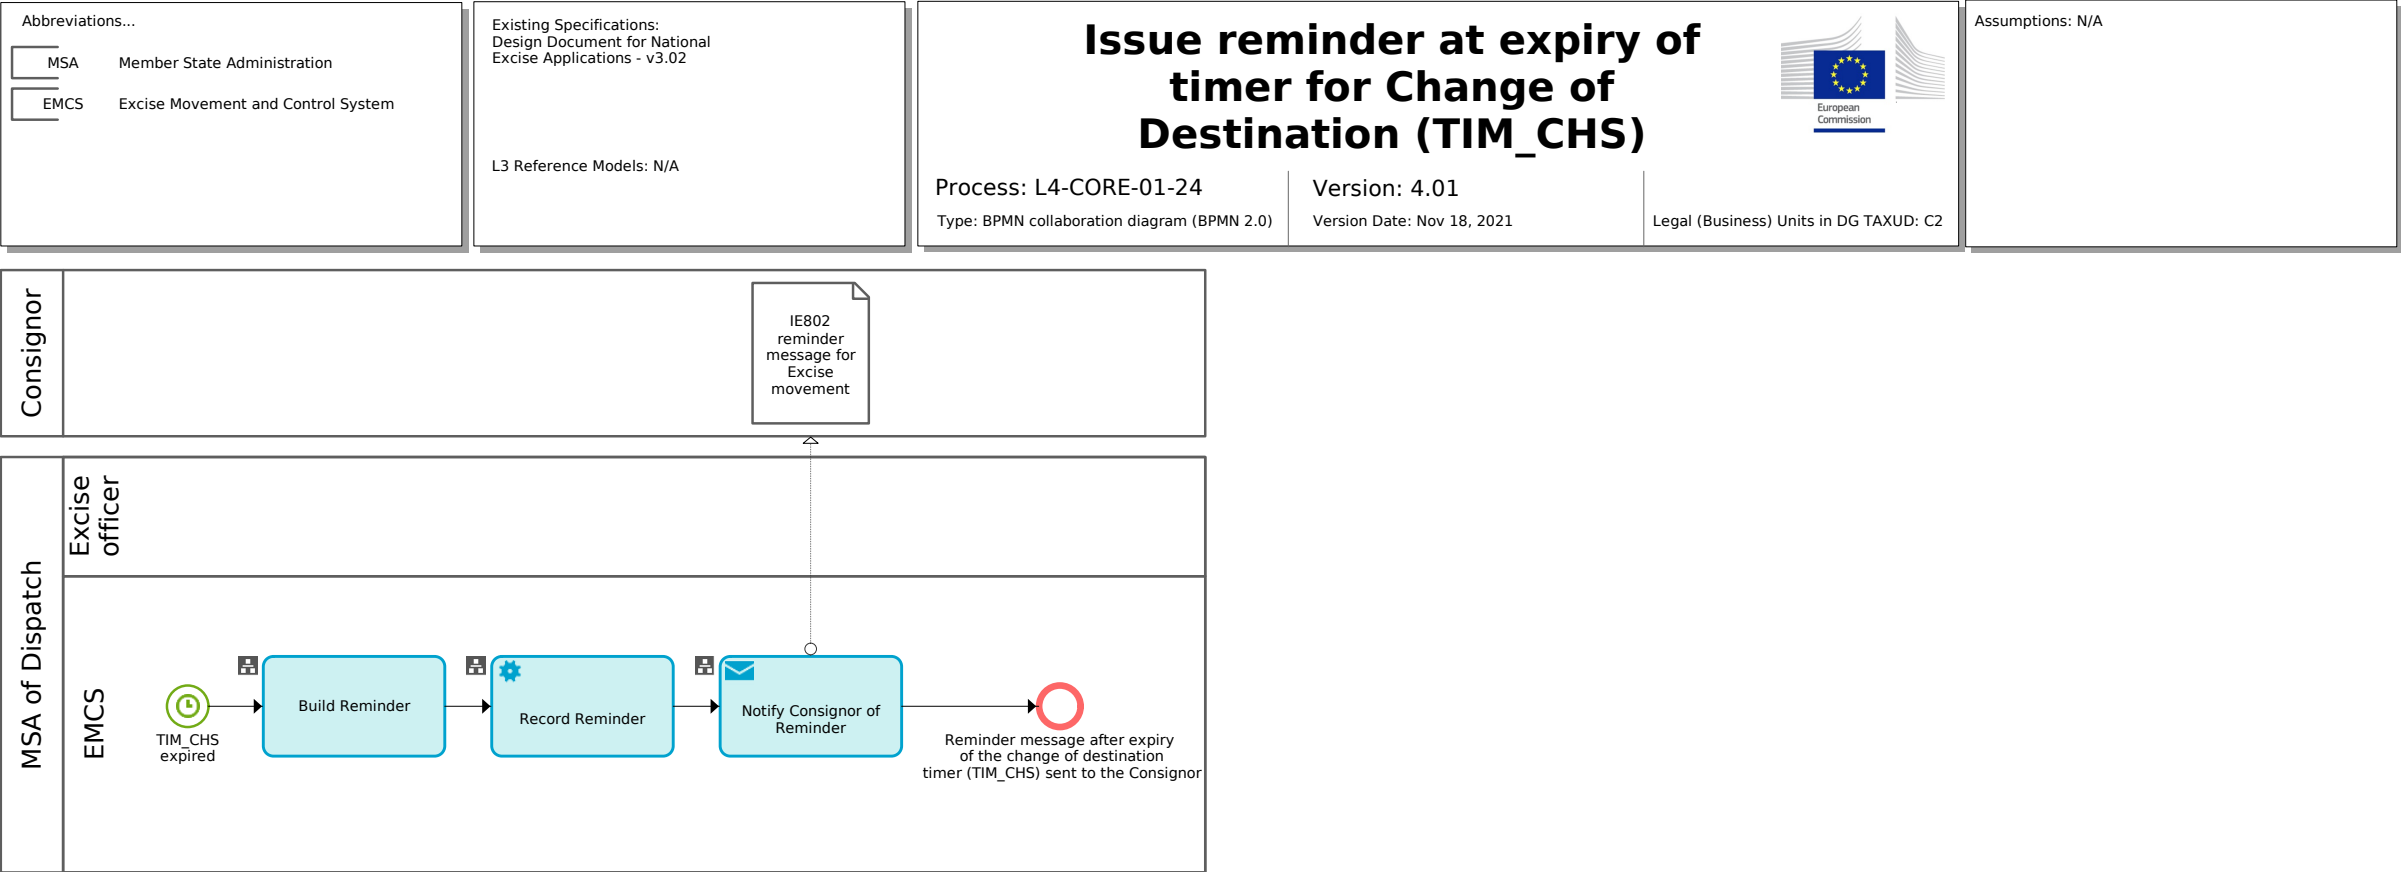 Abbreviations...
MSA Member State Administration
EMCS Excise Movement and Control System
Existing Specifications:
Design Document for National
Excise Applications - v3.02
L3 Reference Models: N/A
Issue reminder at expiry of
timer for Change of
Destination (TIM_CHS)
European
Commission
Process: L4-CORE-01-24
Type: BPMN collaboration diagram (BPMN 2.0)
Version: 4.01
Version Date: Nov 18, 2021
Legal (Business) Units in DG TAXUD: C2
Assumptions: N/A
Consignor
IE802
reminder
message for
Excise
movement
MSA of Dispatch
Excise
officer
EMCS
TIM_CHS
expired
Build Reminder
Record Reminder
Notify Consignor of
Reminder
Reminder message after expiry
of the change of destination
timer (TIM_CHS) sent to the Consignor